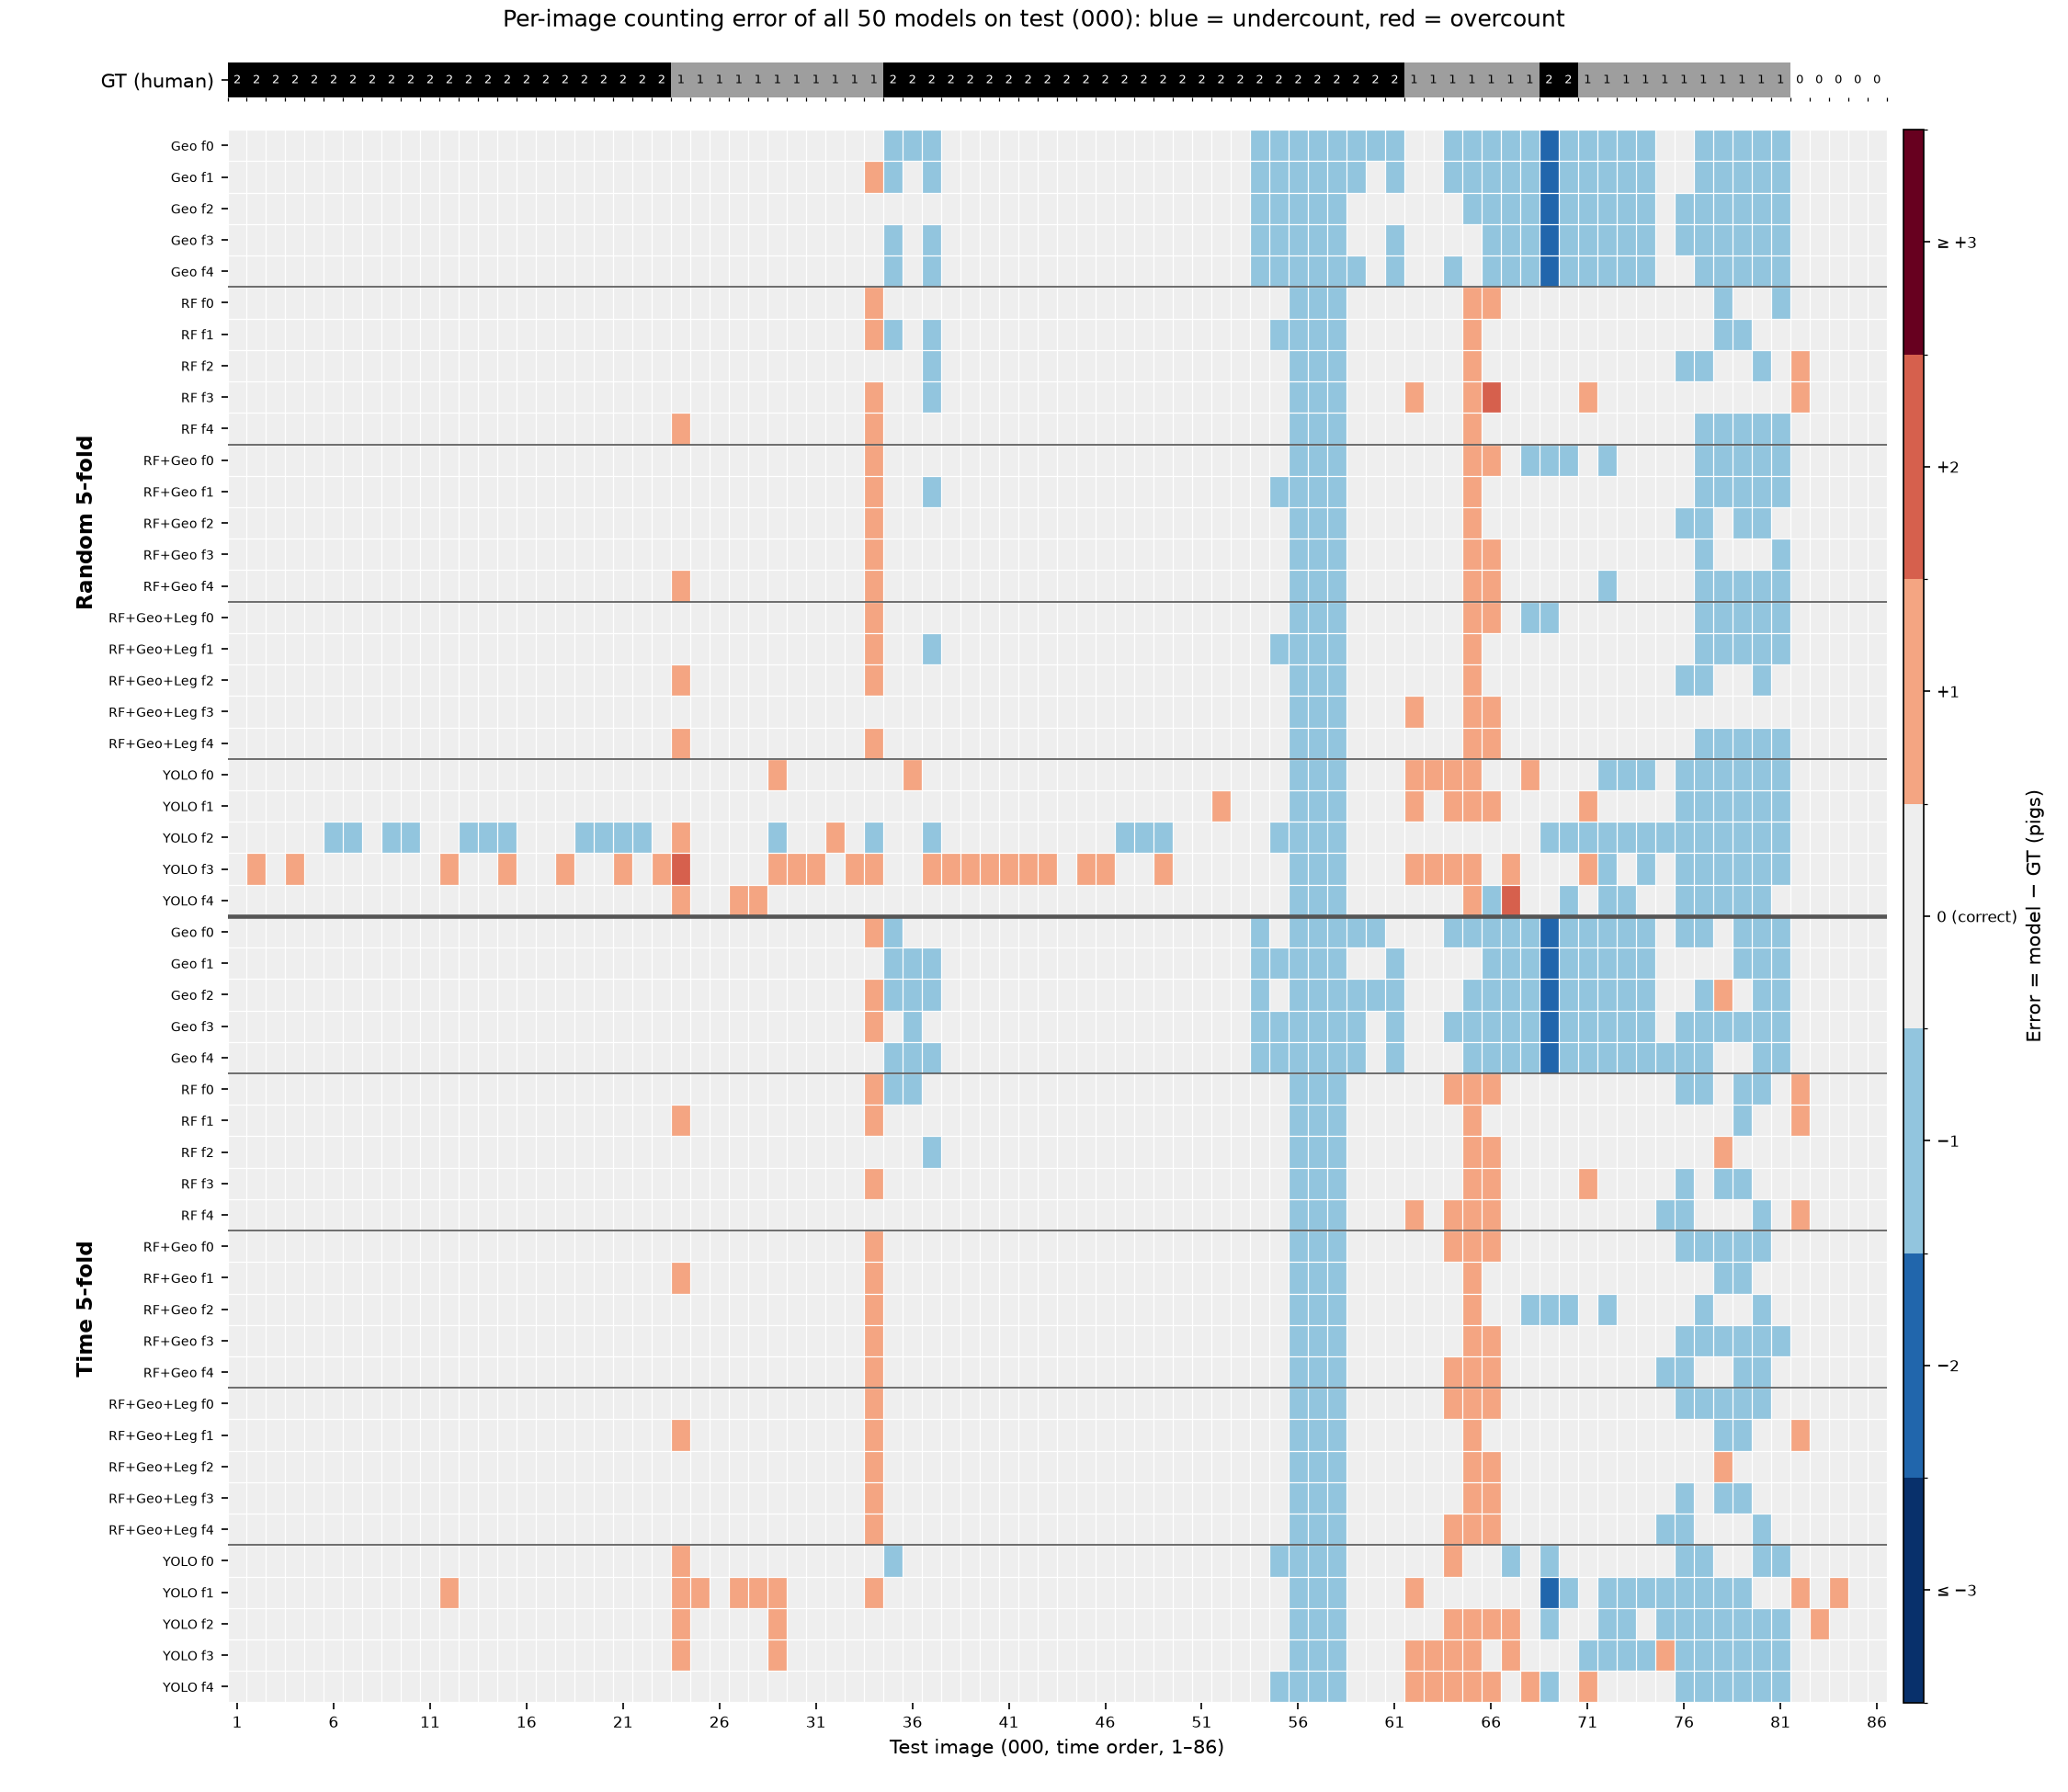 Per-image counting error of all 50 models on test (000): blue = undercount, red = overcount
GT (human) 2 2 2 2 2 2 2 2 2 2 2 2 2 2 2 2 2 2 2 2 2 2 2 1 1 1 1 1 1 1 1 1 1 1 2 2 2 2 2 2 2 2 2 2 2 2 2 2 2 2 2 2 2 2 2 2 2 2 2 2 2 1 1 1 1 1 1 1 2 2 1 1 1 1 1 1 1 1 1 1 1 0 0 0 0 0
Random 5-fold
Geo f0
Geo f1
Geo f2
Geo f3
Geo f4
RF f0
RF f1
RF f2
RF f3
RF f4
RF+Geo f0
RF+Geo f1
RF+Geo f2
RF+Geo f3
RF+Geo f4
RF+Geo+Leg f0
RF+Geo+Leg f1
RF+Geo+Leg f2
RF+Geo+Leg f3
RF+Geo+Leg f4
YOLO f0
YOLO f1
YOLO f2
YOLO f3
YOLO f4
Time 5-fold
Geo f0
Geo f1
Geo f2
Geo f3
Geo f4
RF f0
RF f1
RF f2
RF f3
RF f4
RF+Geo f0
RF+Geo f1
RF+Geo f2
RF+Geo f3
RF+Geo f4
RF+Geo+Leg f0
RF+Geo+Leg f1
RF+Geo+Leg f2
RF+Geo+Leg f3
RF+Geo+Leg f4
YOLO f0
YOLO f1
YOLO f2
YOLO f3
YOLO f4
1 6 11 16 21 26 31 36 41 46 51 56 61 66 71 76 81 86
Test image (000, time order, 1–86)
≥ +3
+2
+1
0 (correct)
−1
−2
≤ −3
Error = model − GT (pigs)